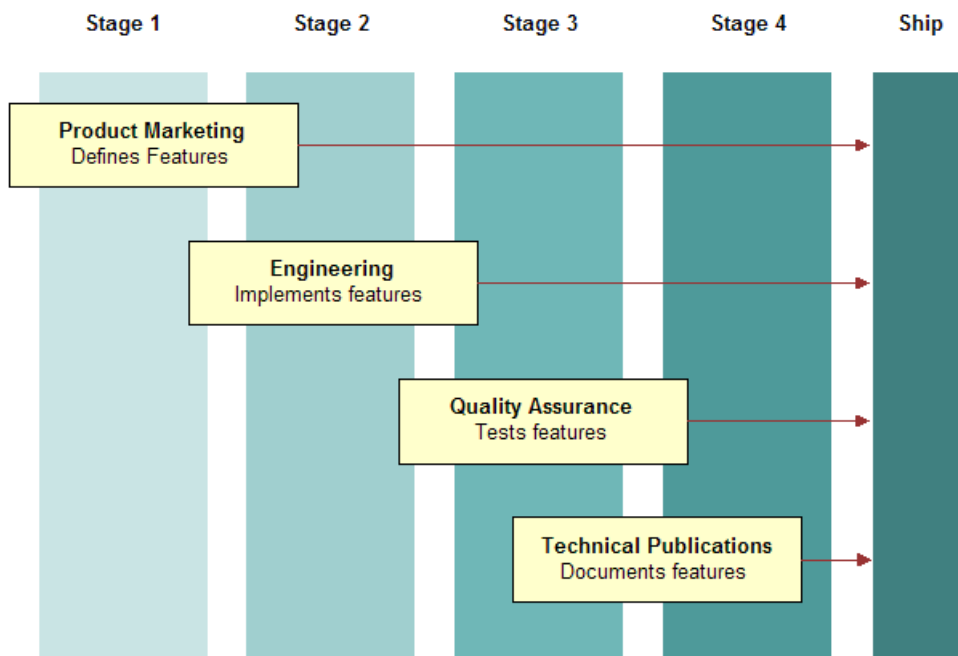 Stage 1
Stage 2
Stage 3
Stage 4
Ship
Product Marketing
Defines Features
Engineering
Implements features
Quality Assurance
Tests features
Technical Publications
Documents features